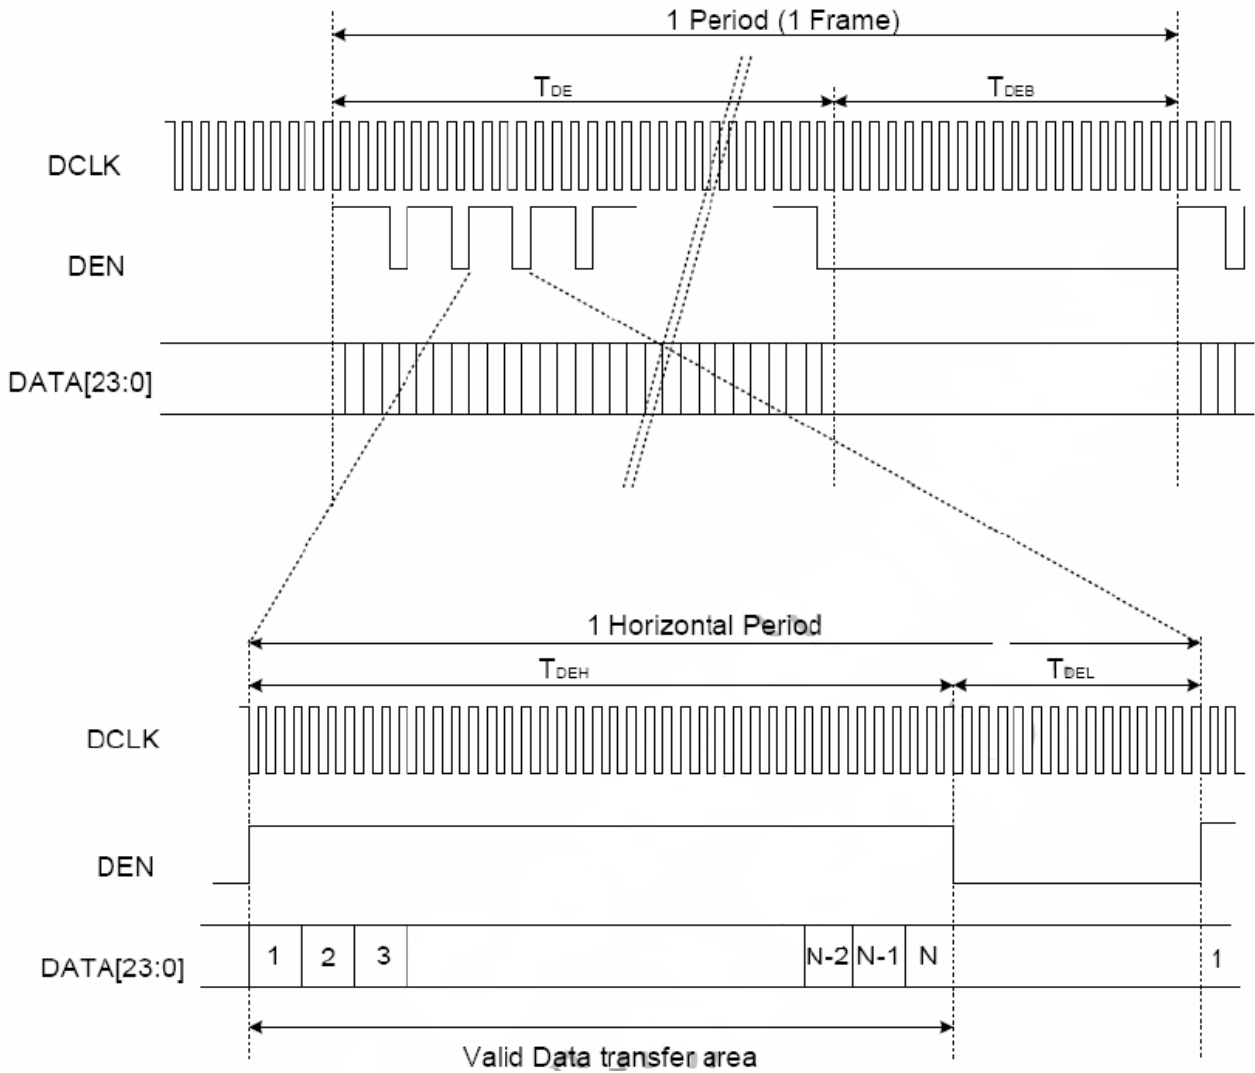 1 Period (1 Frame)
TDE
TDEB
DCLK
DEN
DATA[23:0]
1 Horizontal Period
TDEH
TDEL
DCLK
DEN
DATA[23:0]
1 2 3 N-2 N-1 N 1
Valid Data transfer area